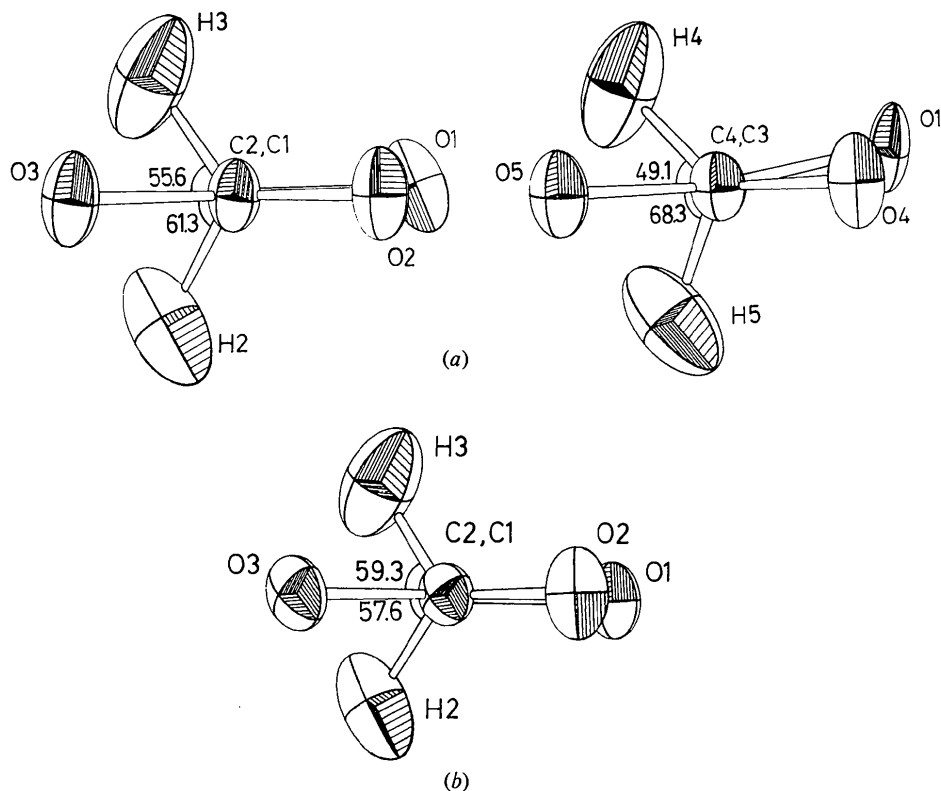 H3
H4
C2,C1
C4,C3
O1
O1
O3
55.6
O5
49.1
61.3
68.3
O2
O4
H2
H5
(a)
H3
C2,C1
O2
O3
59.3
O1
57.6
H2
(b)